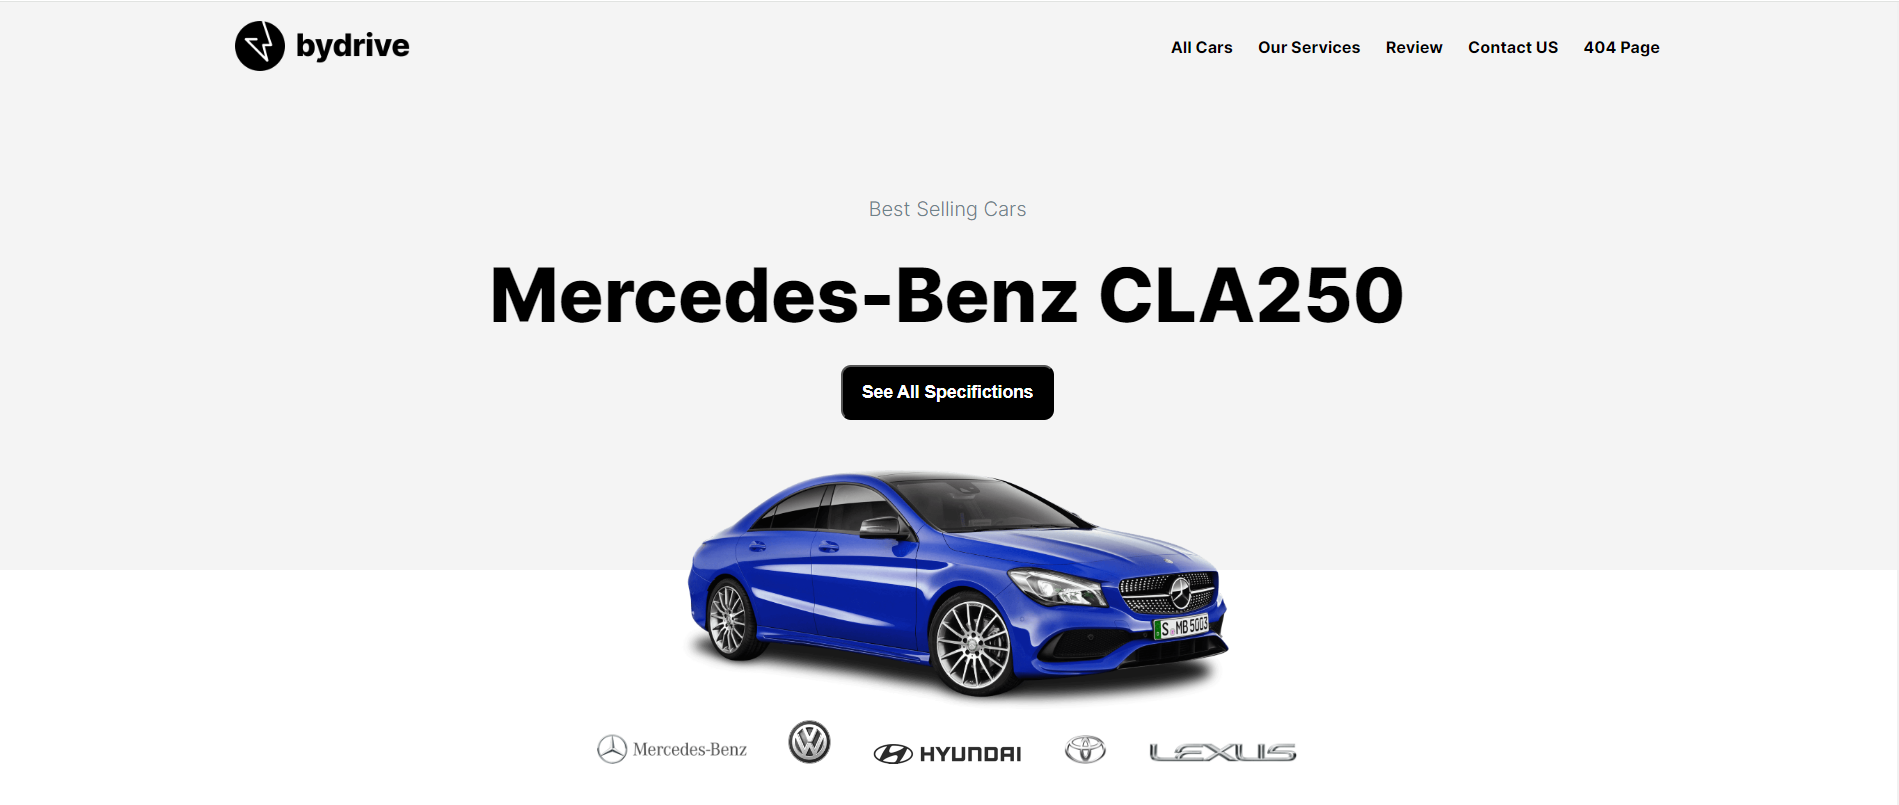 bydrive
All Cars Our Services Review Contact US 404 Page
Best Selling Cars
Mercedes-Benz CLA250
See All Specifictions
S MB 5003
Mercedes-Benz HYUNDAI LEXUS